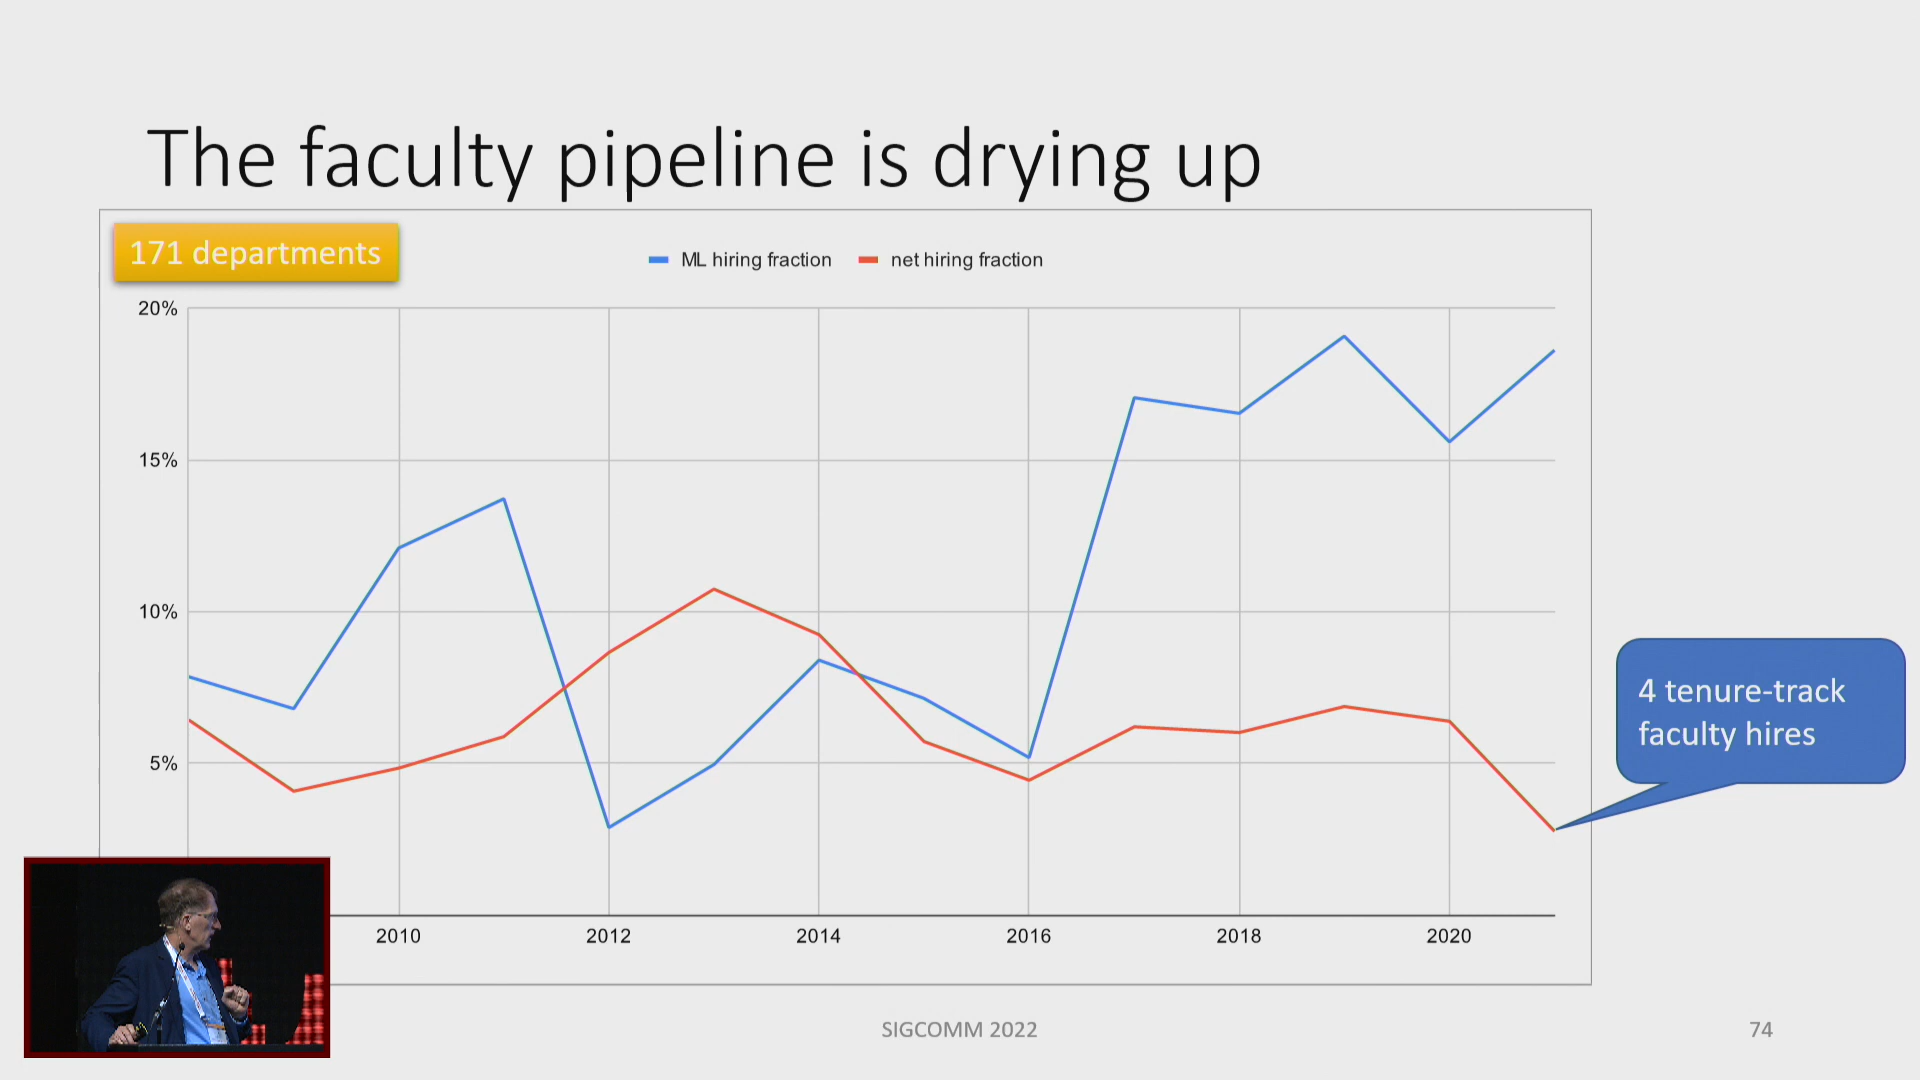 The faculty pipeline is drying up
171 departments
ML hiring fraction
net hiring fraction
20%
15%
10%
5%
4 tenure-track
faculty hires
2010
2012
2014
2016
2018
2020
SIGCOMM 2022
74